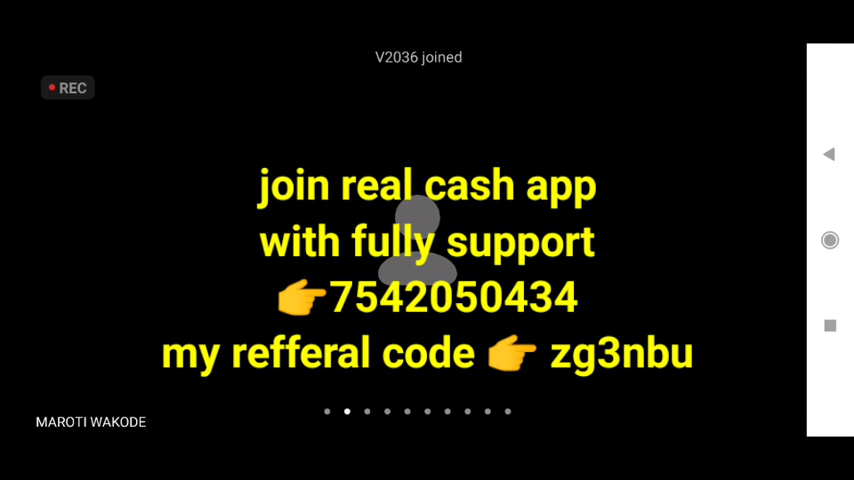 V2036 joined
REC
join real cash app
with fully support
👉7542050434
my refferal code 👉 zg3nbu
MAROTI WAKODE